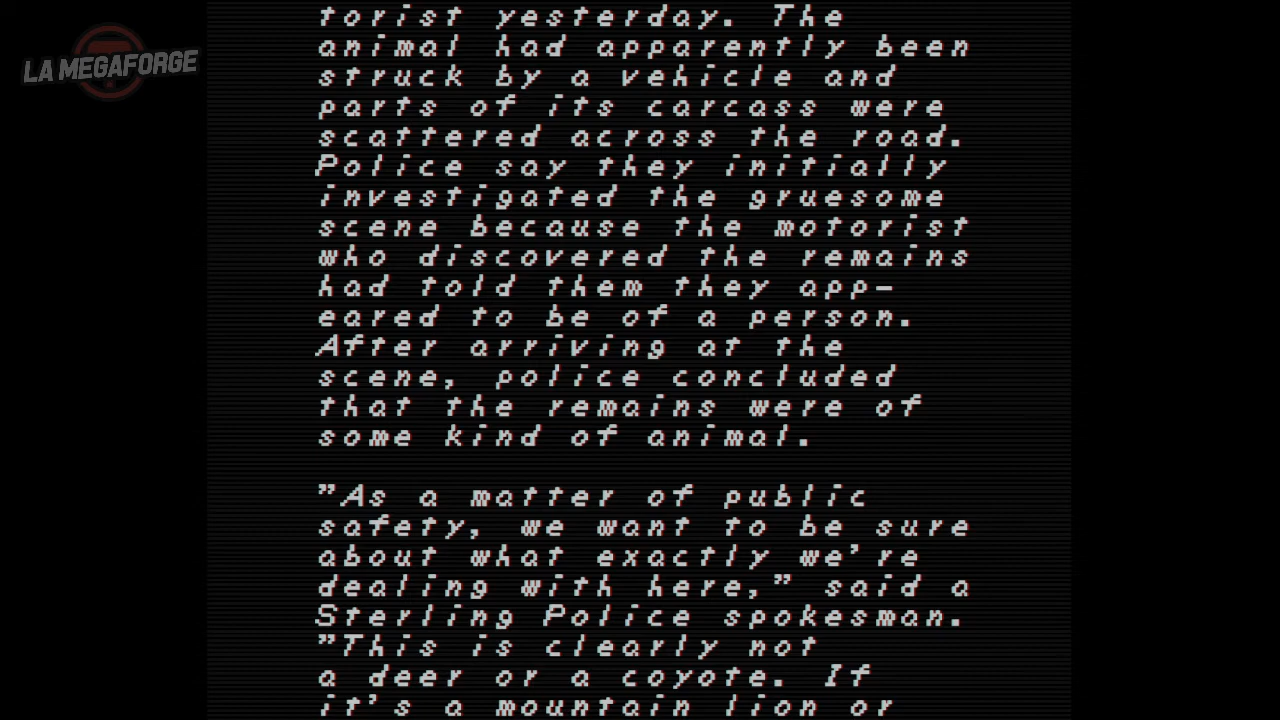 LA MEGAFORGE
torist yesterday. The
animal had apparently been
struck by a vehicle and
parts of its carcass were
scattered across the road.
Police say they initially
investigated the gruesome
scene because the motorist
who discovered the remains
had told them they app-
eared to be of a person.
After arriving at the
scene, police concluded
that the remains were of
some kind of animal.
"As a matter of public
safety, we want to be sure
about what exactly we're
dealing with here," said a
Sterling Police spokesman.
"This is clearly not
a deer or a coyote. If
it's a mountain lion or